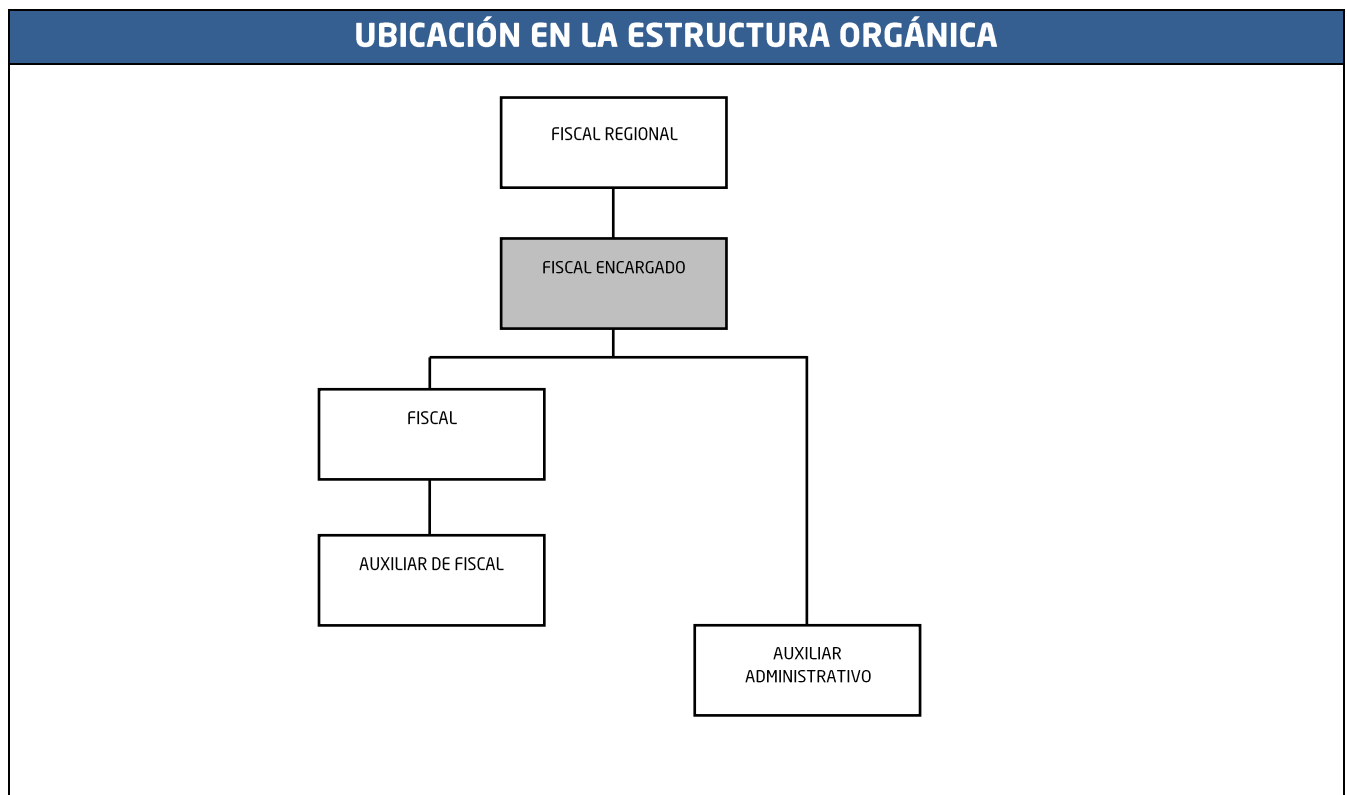 UBICACIÓN EN LA ESTRUCTURA ORGÁNICA
FISCAL REGIONAL
FISCAL ENCARGADO
FISCAL
AUXILIAR DE FISCAL
AUXILIAR
ADMINISTRATIVO